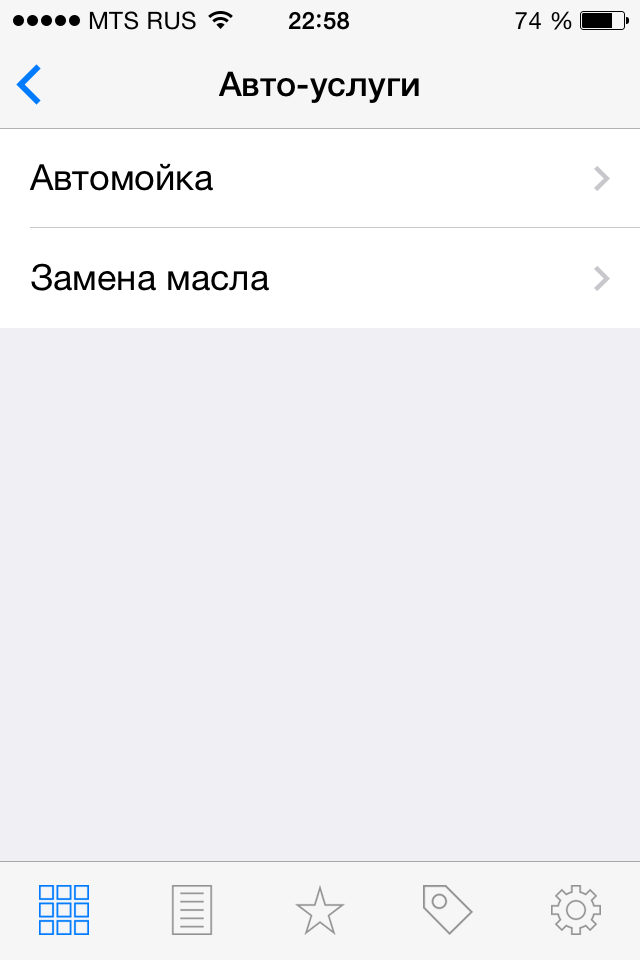 MTS RUS 22:58 74 %
Авто-услуги
Автомойка
Замена масла